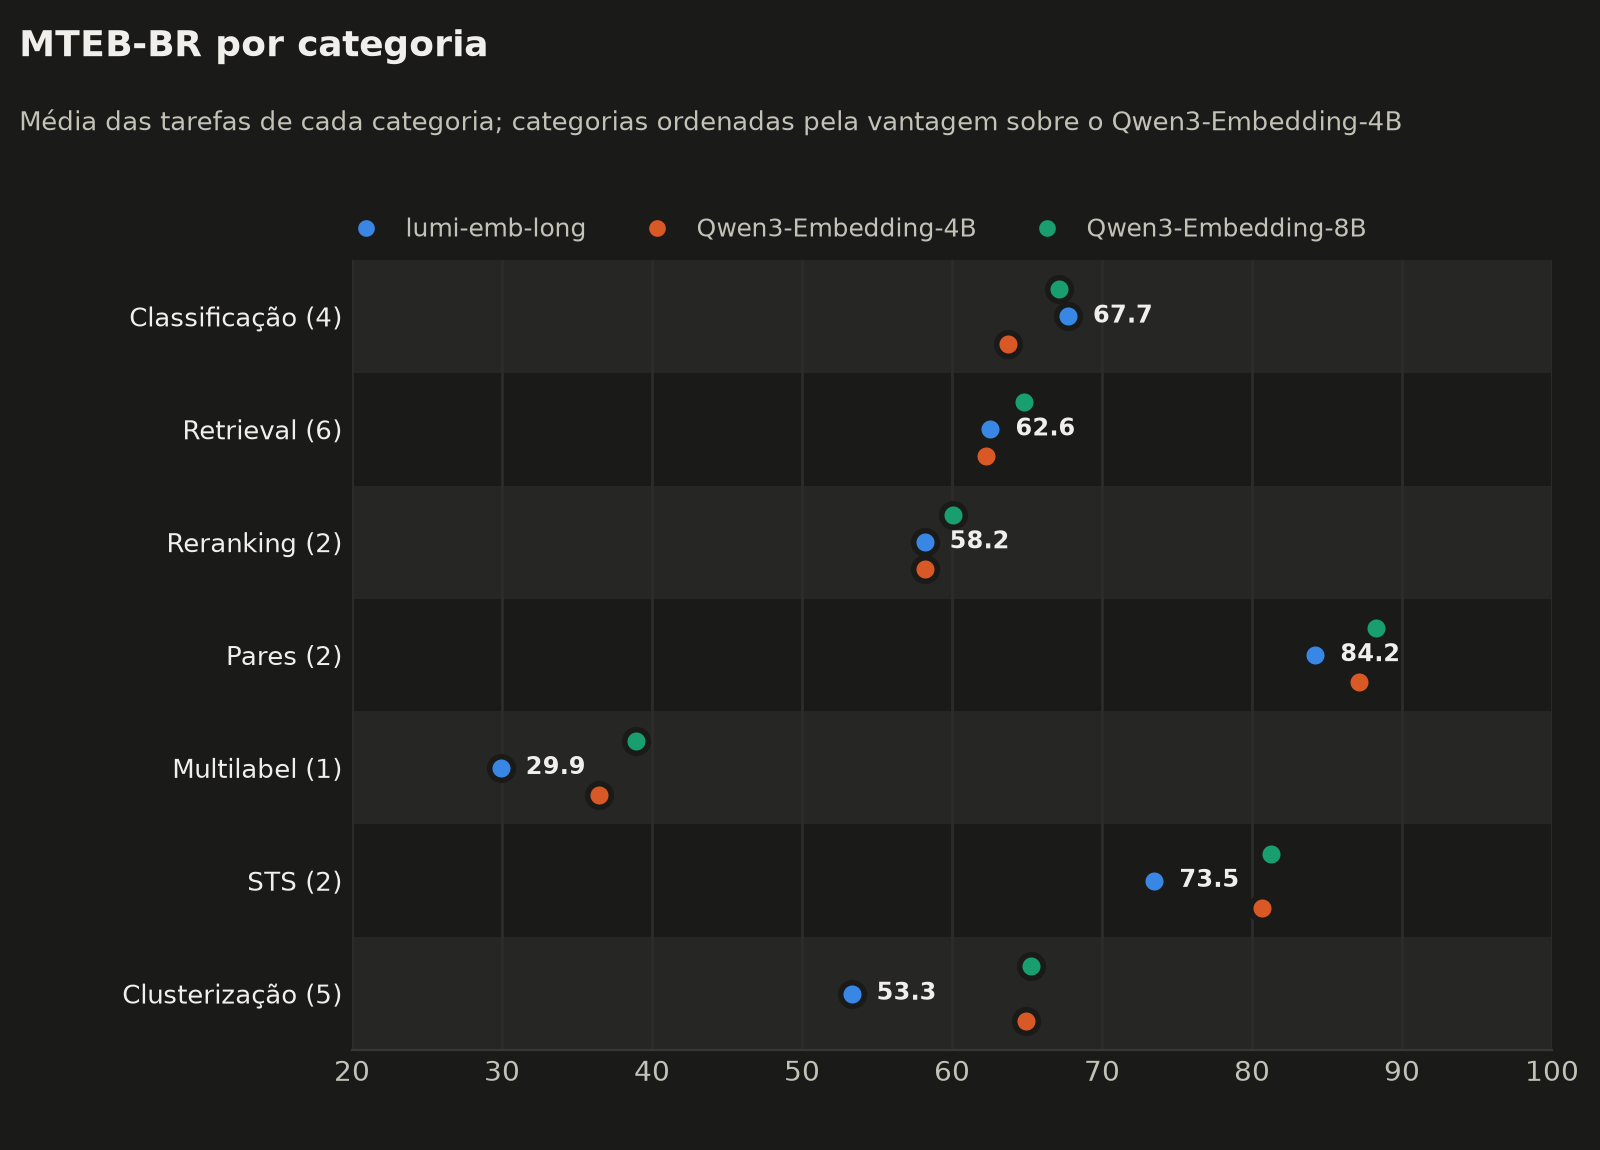 MTEB-BR por categoria
Média das tarefas de cada categoria; categorias ordenadas pela vantagem sobre o Qwen3-Embedding-4B
lumi-emb-long Qwen3-Embedding-4B Qwen3-Embedding-8B
Classificação (4) 67.7
Retrieval (6) 62.6
Reranking (2) 58.2
Pares (2) 84.2
Multilabel (1) 29.9
STS (2) 73.5
Clusterização (5) 53.3
20 30 40 50 60 70 80 90 100